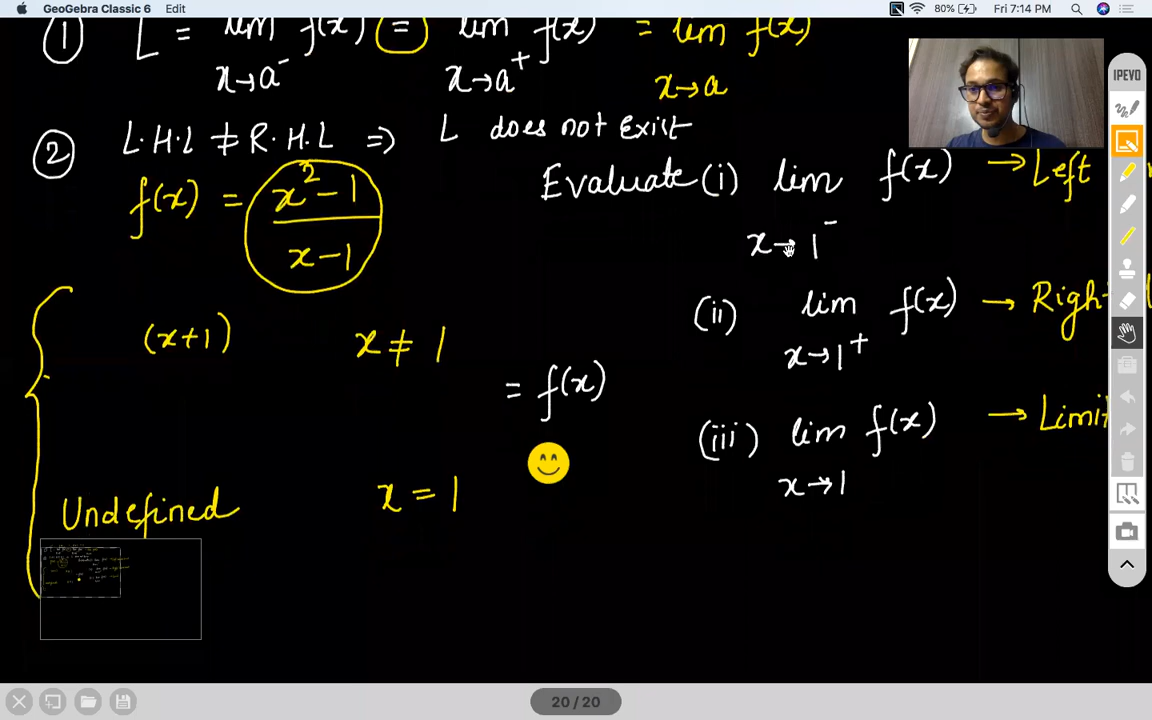 GeoGebra Classic 6 Edit 80% Fri 7:14 PM
① L = lim f(x) = lim f(x) = lim f(x)
x→a⁻ x→a⁺ x→a
IPEVO
② L.H.L ≠ R.H.L ⇒ L does not Exist
f(x) = x²-1
x-1
Evaluate (i) lim f(x) → Left
x→1⁻
(ii) lim f(x) → Righ
x→1⁺
(x+1) x ≠ 1
= f(x)
(iii) lim f(x) → Limit
x→1
Undefined x = 1
20 / 20